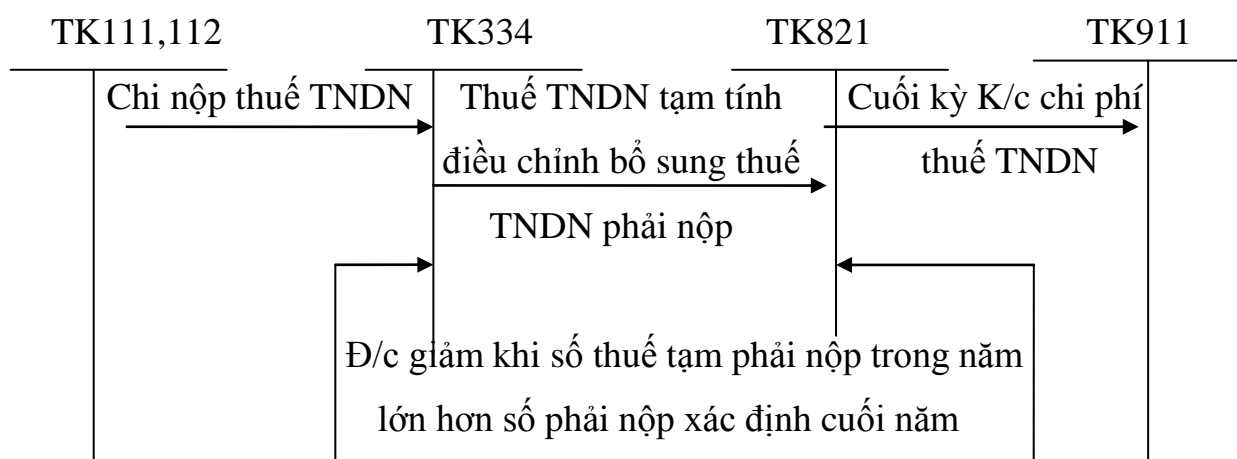 TK111,112 TK334 TK821 TK911
Chi nộp thuế TNDN Thuế TNDN tạm tính Cuối kỳ K/c chi phí
điều chỉnh bổ sung thuế thuế TNDN
TNDN phải nộp
Đ/c giảm khi số thuế tạm phải nộp trong năm
lớn hơn số phải nộp xác định cuối năm